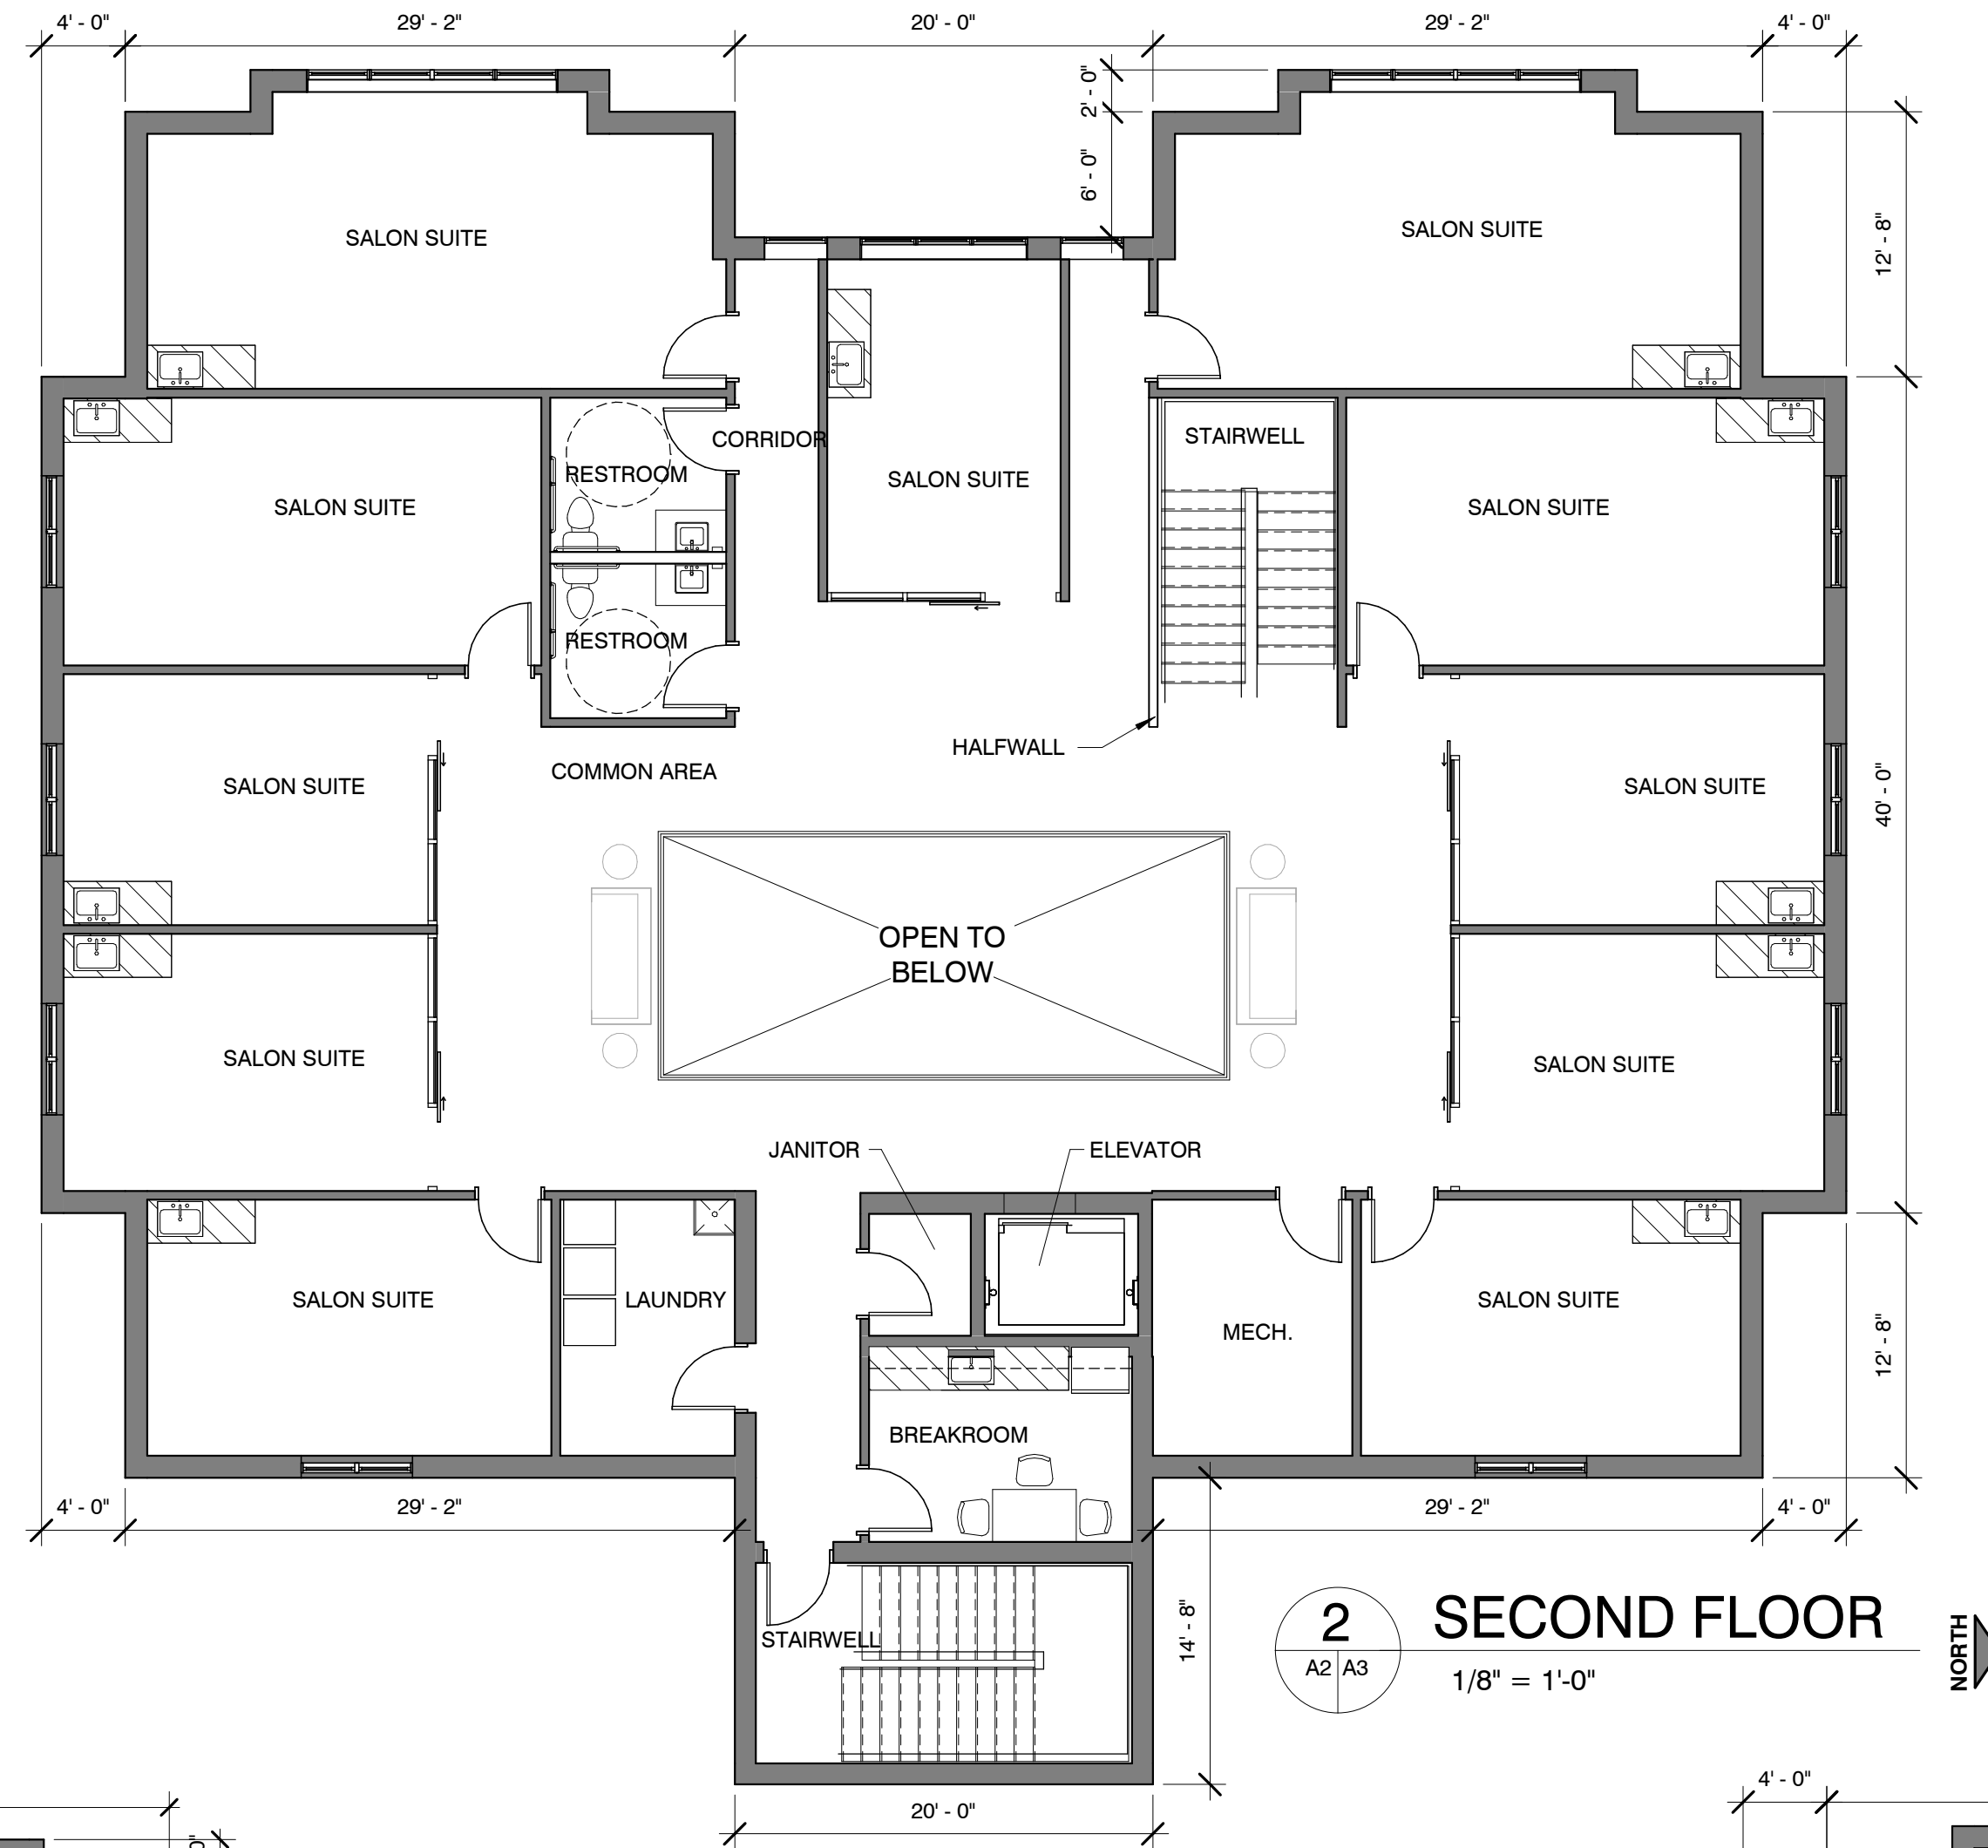 4' - 0"
29' - 2"
20' - 0"
29' - 2"
4' - 0"
2' - 0"
6' - 0"
12' - 8"
SALON SUITE
SALON SUITE
STAIRWELL
CORRIDOR
RESTROOM
SALON SUITE
SALON SUITE
SALON SUITE
RESTROOM
HALFWALL
COMMON AREA
SALON SUITE
SALON SUITE
40' - 0"
OPEN TO
BELOW
SALON SUITE
SALON SUITE
JANITOR
ELEVATOR
SALON SUITE
LAUNDRY
SALON SUITE
MECH.
12' - 8"
BREAKROOM
4' - 0"
29' - 2"
29' - 2"
4' - 0"
STAIRWELL
14' - 8"
2
A2 A3
SECOND FLOOR
1/8" = 1'-0"
NORTH
4' - 0"
20' - 0"
0"